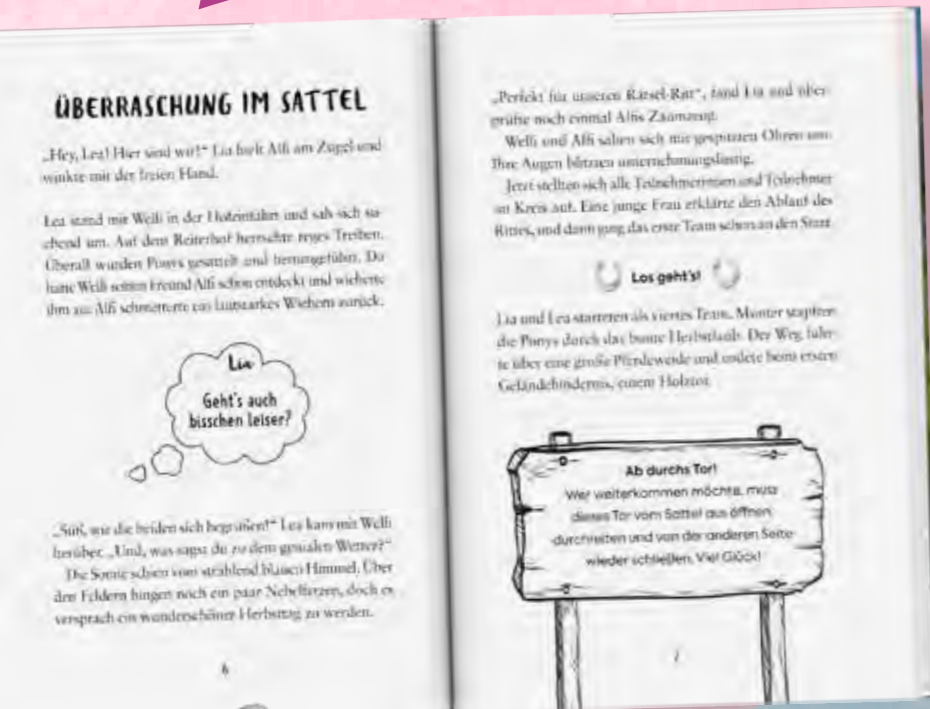 ÜBERRASCHUNG IM SATTEL
„Hey, Lea! Hier sind wir!“ Lia hielt Alfi am Zügel und
winkte mit der freien Hand.
Lea stand mit Welfi in der Hofeinfahrt und sah sich su-
chend um. Auf dem Reiterhof herrschte reges Treiben.
Überall wurden Ponys gesattelt und herumgeführt. Da
hatte Welfi seinen Freund Alfi schon entdeckt und wieherte
ihm zu. Alfi schmetterte ein lautstarkes Wiehern zurück.
Lia
Geht's auch
bisschen leiser?
„Süß, wie die beiden sich begrüßen!“ Lea kam mit Welfi
herüber. „Und, was sagst du zu dem genialen Wetter?“
Die Sonne schien vom strahlend blauen Himmel. Über
den Feldern hingen noch ein paar Nebelfetzen, doch es
versprach ein wunderschöner Herbsttag zu werden.
6
„Perfekt für unseren Rätsel-Ritt“, fand Lia und über-
prüfte noch einmal Alfis Zaumzeug.
Welfi und Alfi sahen sich mit gespitzten Ohren um.
Ihre Augen blitzten unternehmungslustig.
Jetzt stellten sich alle Teilnehmerinnen und Teilnehmer
im Kreis auf. Eine junge Frau erklärte den Ablauf des
Rittes, und dann ging das erste Team schon an den Start.
Los geht's!
Lia und Lea starteten als viertes Team. Munter stapften
die Ponys durch das bunte Herbstlaub. Der Weg führ-
te über eine große Pferdeweide und endete beim ersten
Geländehindernis, einem Holztor.
Ab durchs Tor!
Wer weiterkommen möchte, muss
dieses Tor vom Sattel aus öffnen,
durchreiten und von der anderen Seite
wieder schließen. Viel Glück!
7